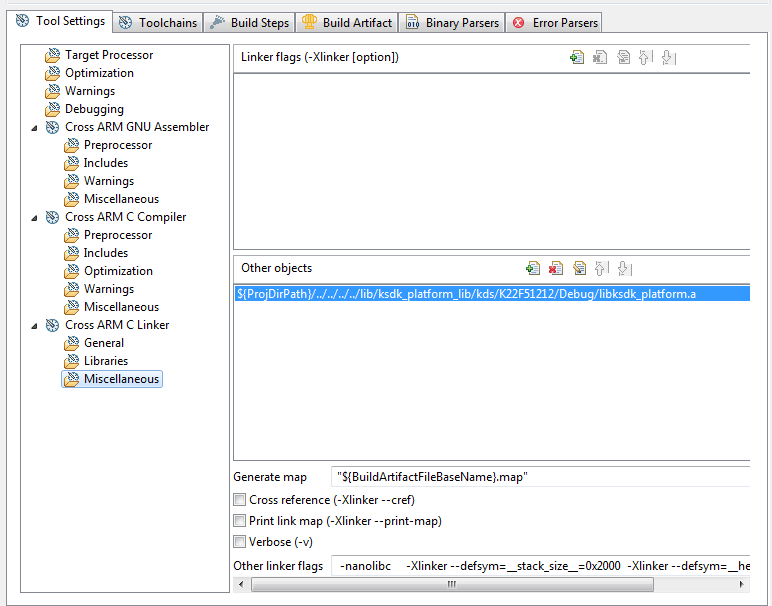 Tool Settings
Toolchains
Build Steps
Build Artifact
Binary Parsers
Error Parsers
Target Processor
Optimization
Warnings
Debugging
Cross ARM GNU Assembler
Preprocessor
Includes
Warnings
Miscellaneous
Cross ARM C Compiler
Preprocessor
Includes
Optimization
Warnings
Miscellaneous
Cross ARM C Linker
General
Libraries
Miscellaneous
Linker flags (-Xlinker [option])
Other objects
${ProjDirPath}/../../../../lib/ksdk_platform_lib/kds/K22F51212/Debug/libksdk_platform.a
Generate map "${BuildArtifactFileBaseName}.map"
Cross reference (-Xlinker --cref)
Print link map (-Xlinker --print-map)
Verbose (-v)
Other linker flags -nanolibc -Xlinker --defsym=__stack_size__=0x2000 -Xlinker --defsym=__he